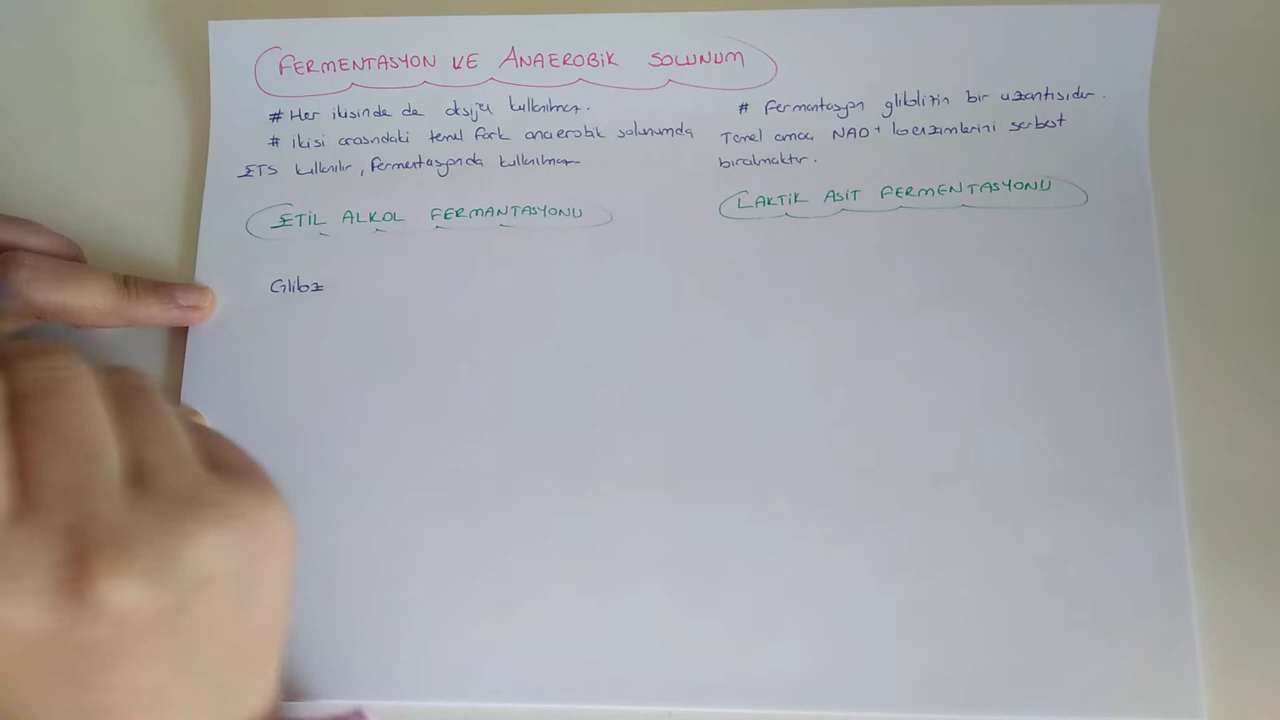 FERMENTASYON VE ANAEROBİK SOLUNUM
# Her ikisinde de oksijen kullanılmaz.
# ikisi arasındaki temel fark anaerobik solunumda
ETS kullanılır, fermentasyonda kullanılmaz
# fermentasyon glikolizin bir uzantısıdır.
Temel amaç NAD+ koenzimlerini serbest
bırakmaktır.
ETİL ALKOL FERMANTASYONU
LAKTİK ASİT FERMENTASYONU
Glikoz